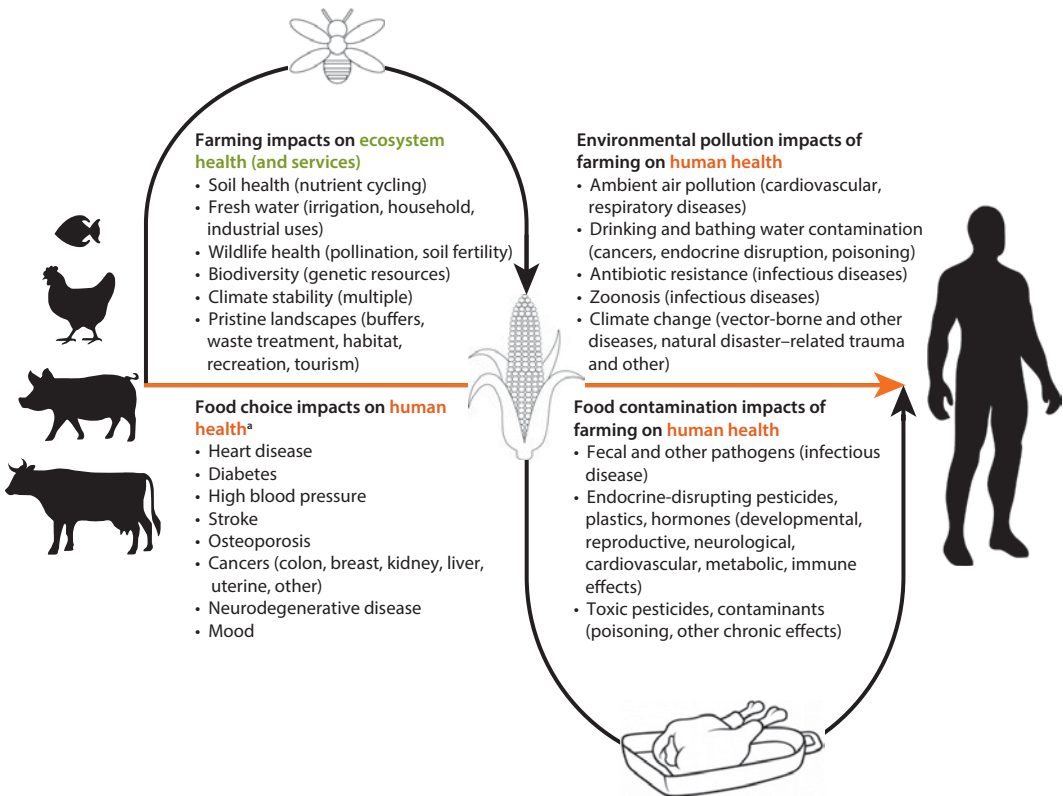 Farming impacts on ecosystem
health (and services)
• Soil health (nutrient cycling)
• Fresh water (irrigation, household,
industrial uses)
• Wildlife health (pollination, soil fertility)
• Biodiversity (genetic resources)
• Climate stability (multiple)
• Pristine landscapes (buffers,
waste treatment, habitat,
recreation, tourism)
Environmental pollution impacts of
farming on human health
• Ambient air pollution (cardiovascular,
respiratory diseases)
• Drinking and bathing water contamination
(cancers, endocrine disruption, poisoning)
• Antibiotic resistance (infectious diseases)
• Zoonosis (infectious diseases)
• Climate change (vector-borne and other
diseases, natural disaster–related trauma
and other)
Food choice impacts on human
healthᵃ
• Heart disease
• Diabetes
• High blood pressure
• Stroke
• Osteoporosis
• Cancers (colon, breast, kidney, liver,
uterine, other)
• Neurodegenerative disease
• Mood
Food contamination impacts of
farming on human health
• Fecal and other pathogens (infectious
disease)
• Endocrine-disrupting pesticides,
plastics, hormones (developmental,
reproductive, neurological,
cardiovascular, metabolic, immune
effects)
• Toxic pesticides, contaminants
(poisoning, other chronic effects)